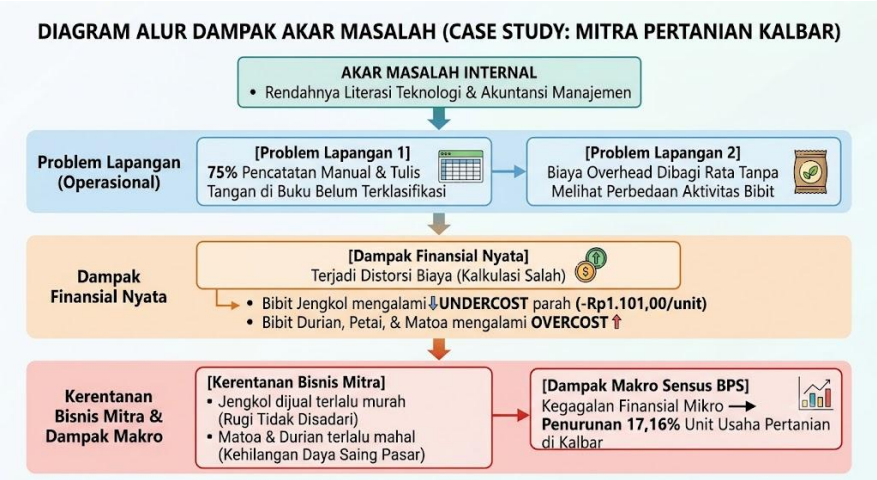 DIAGRAM ALUR DAMPAK AKAR MASALAH (CASE STUDY: MITRA PERTANIAN KALBAR)
AKAR MASALAH INTERNAL
• Rendahnya Literasi Teknologi & Akuntansi Manajemen
Problem Lapangan
(Operasional)
[Problem Lapangan 1]
75% Pencatatan Manual & Tulis
Tangan di Buku Belum Terklasifikasi
[Problem Lapangan 2]
Biaya Overhead Dibagi Rata Tanpa
Melihat Perbedaan Aktivitas Bibit
Dampak
Finansial Nyata
[Dampak Finansial Nyata]
Terjadi Distorsi Biaya (Kalkulasi Salah)
$
• Bibit Jengkol mengalami ⬇UNDERCOST parah (-Rp1.101,00/unit)
• Bibit Durian, Petai, & Matoa mengalami OVERCOST ⬆
Kerentanan
Bisnis Mitra &
Dampak Makro
[Kerentanan Bisnis Mitra]
• Jengkol dijual terlalu murah
(Rugi Tidak Disadari)
• Matoa & Durian terlalu mahal
(Kehilangan Daya Saing Pasar)
[Dampak Makro Sensus BPS]
Kegagalan Finansial Mikro →
Penurunan 17,16% Unit Usaha Pertanian
di Kalbar